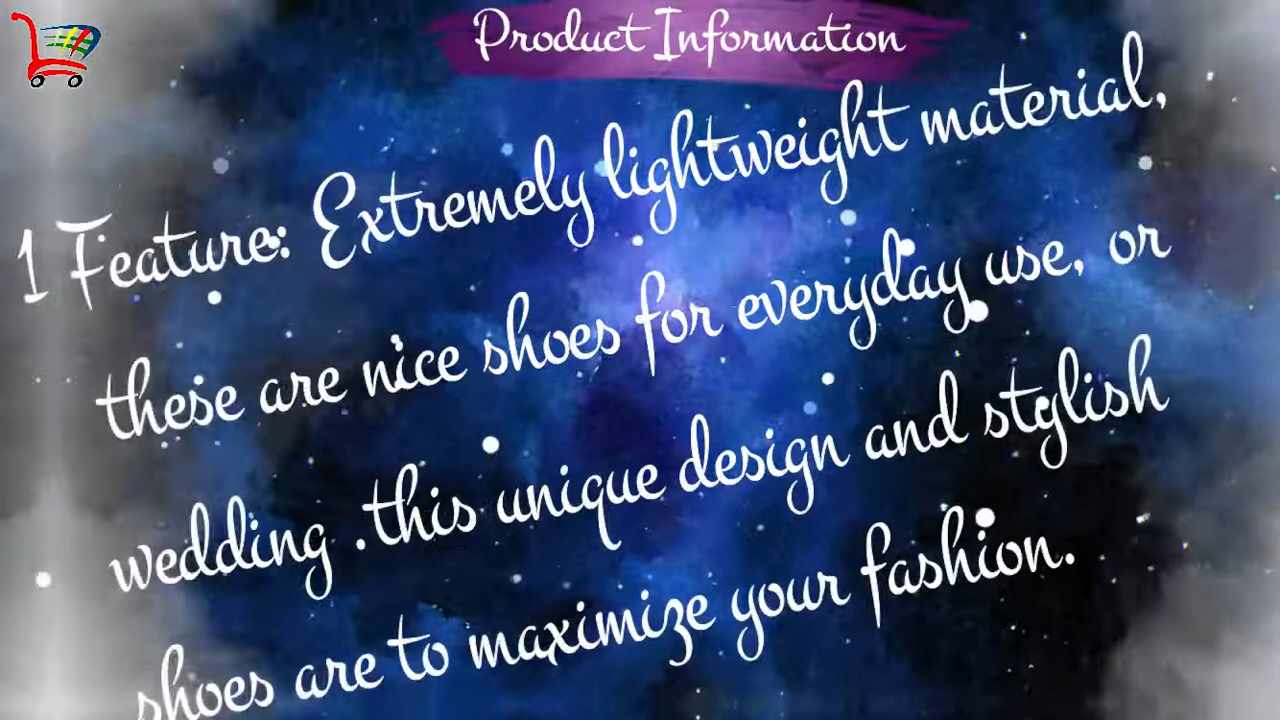 Product Information
1 Feature: Extremely lightweight material,
these are nice shoes for everyday use, or
wedding .this unique design and stylish
shoes are to maximize your fashion.